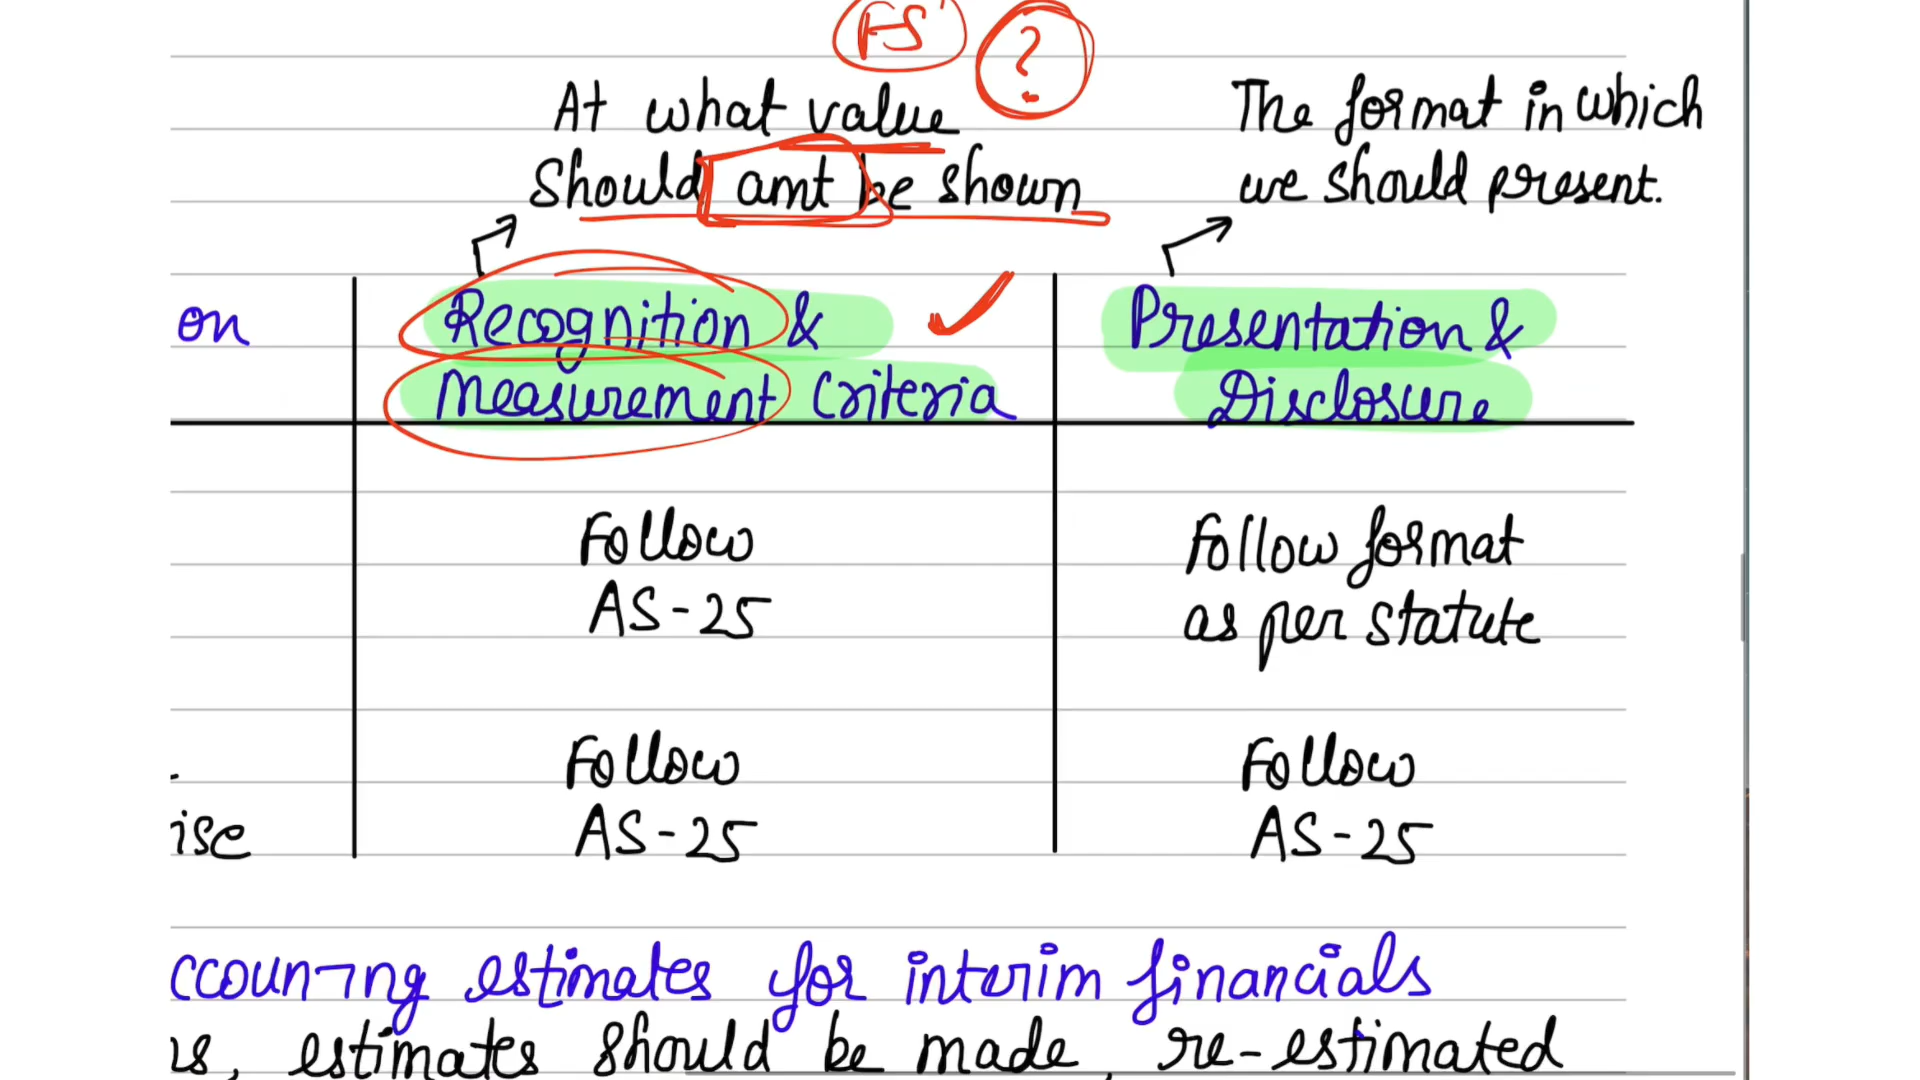 FS
?
At what value
should amt be shown
The format in which
we should present.
on
Recognition &
Measurement Criteria
Presentation &
Disclosure
Follow
AS-25
Follow format
as per statute
ise
Follow
AS-25
Follow
AS-25
ccounting estimates for interim financials
rs, estimates should be made, re-estimated